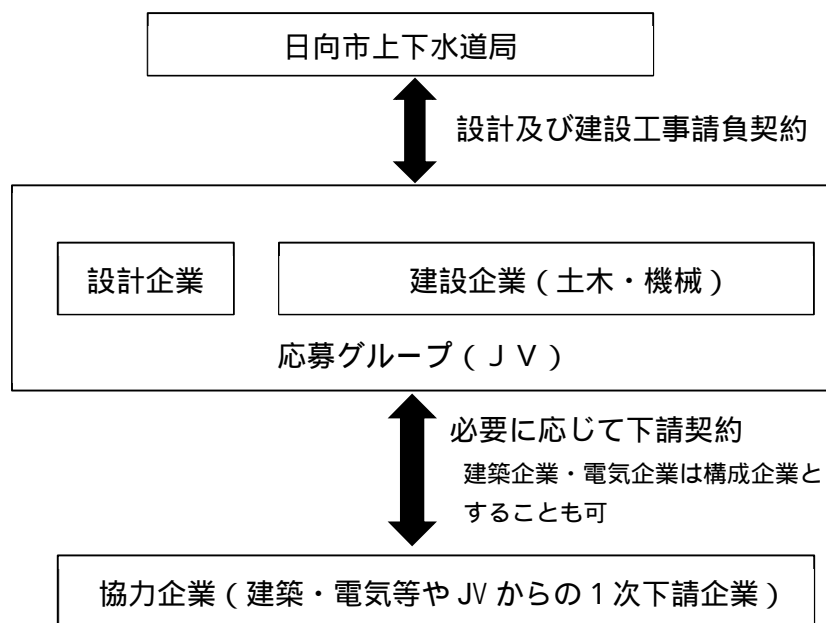 日向市上下水道局
設計及び建設工事請負契約
設計企業
建設企業（土木・機械）
応募グループ（ＪＶ）
必要に応じて下請契約
建築企業・電気企業は構成企業と
することも可
協力企業（建築・電気等や JV からの 1 次下請企業）